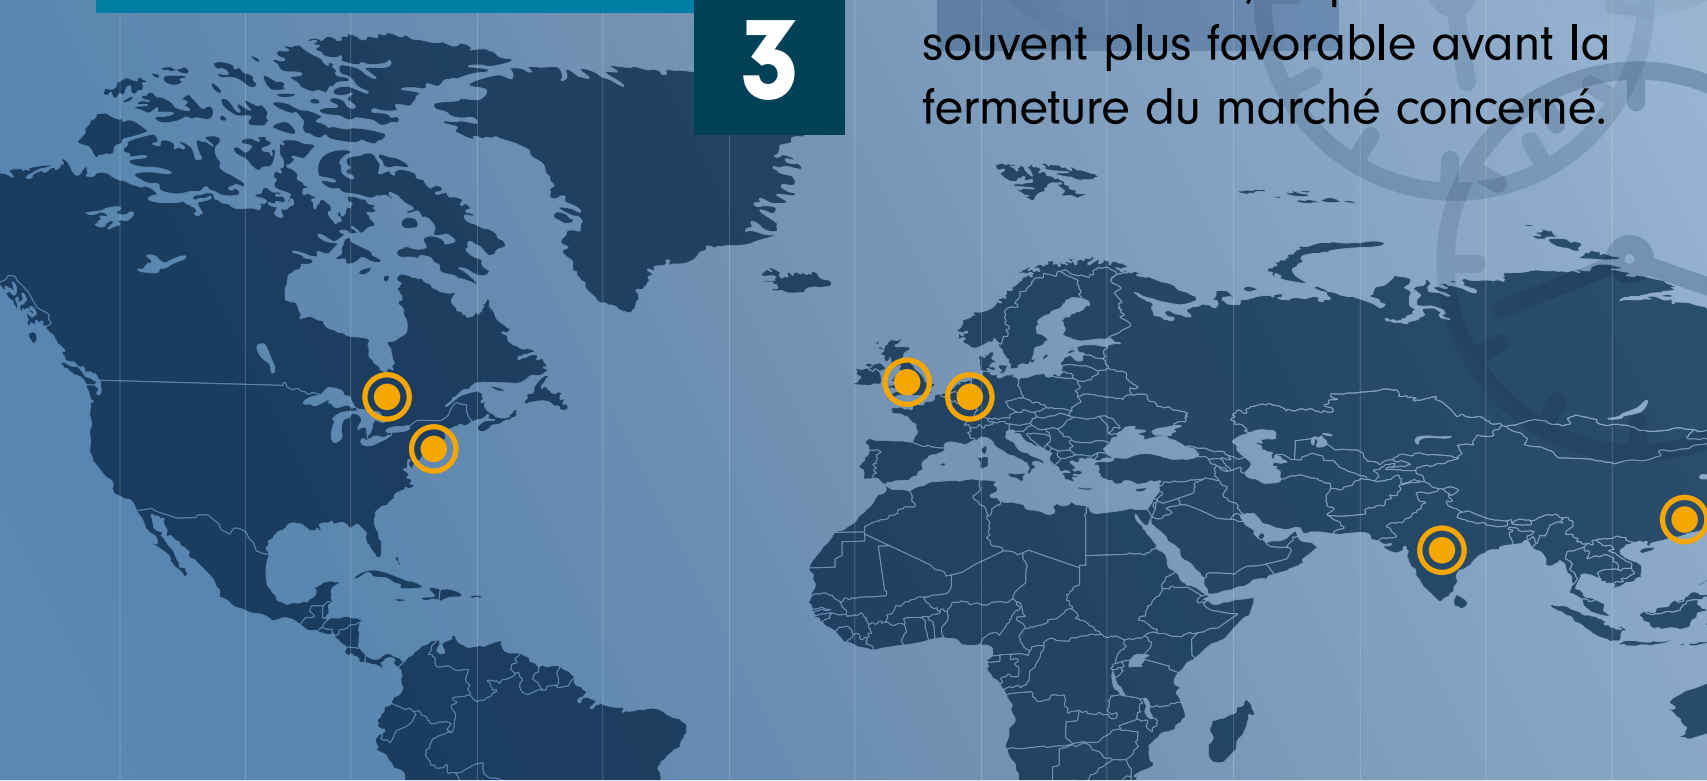 3
souvent plus favorable avant la
fermeture du marché concerné.